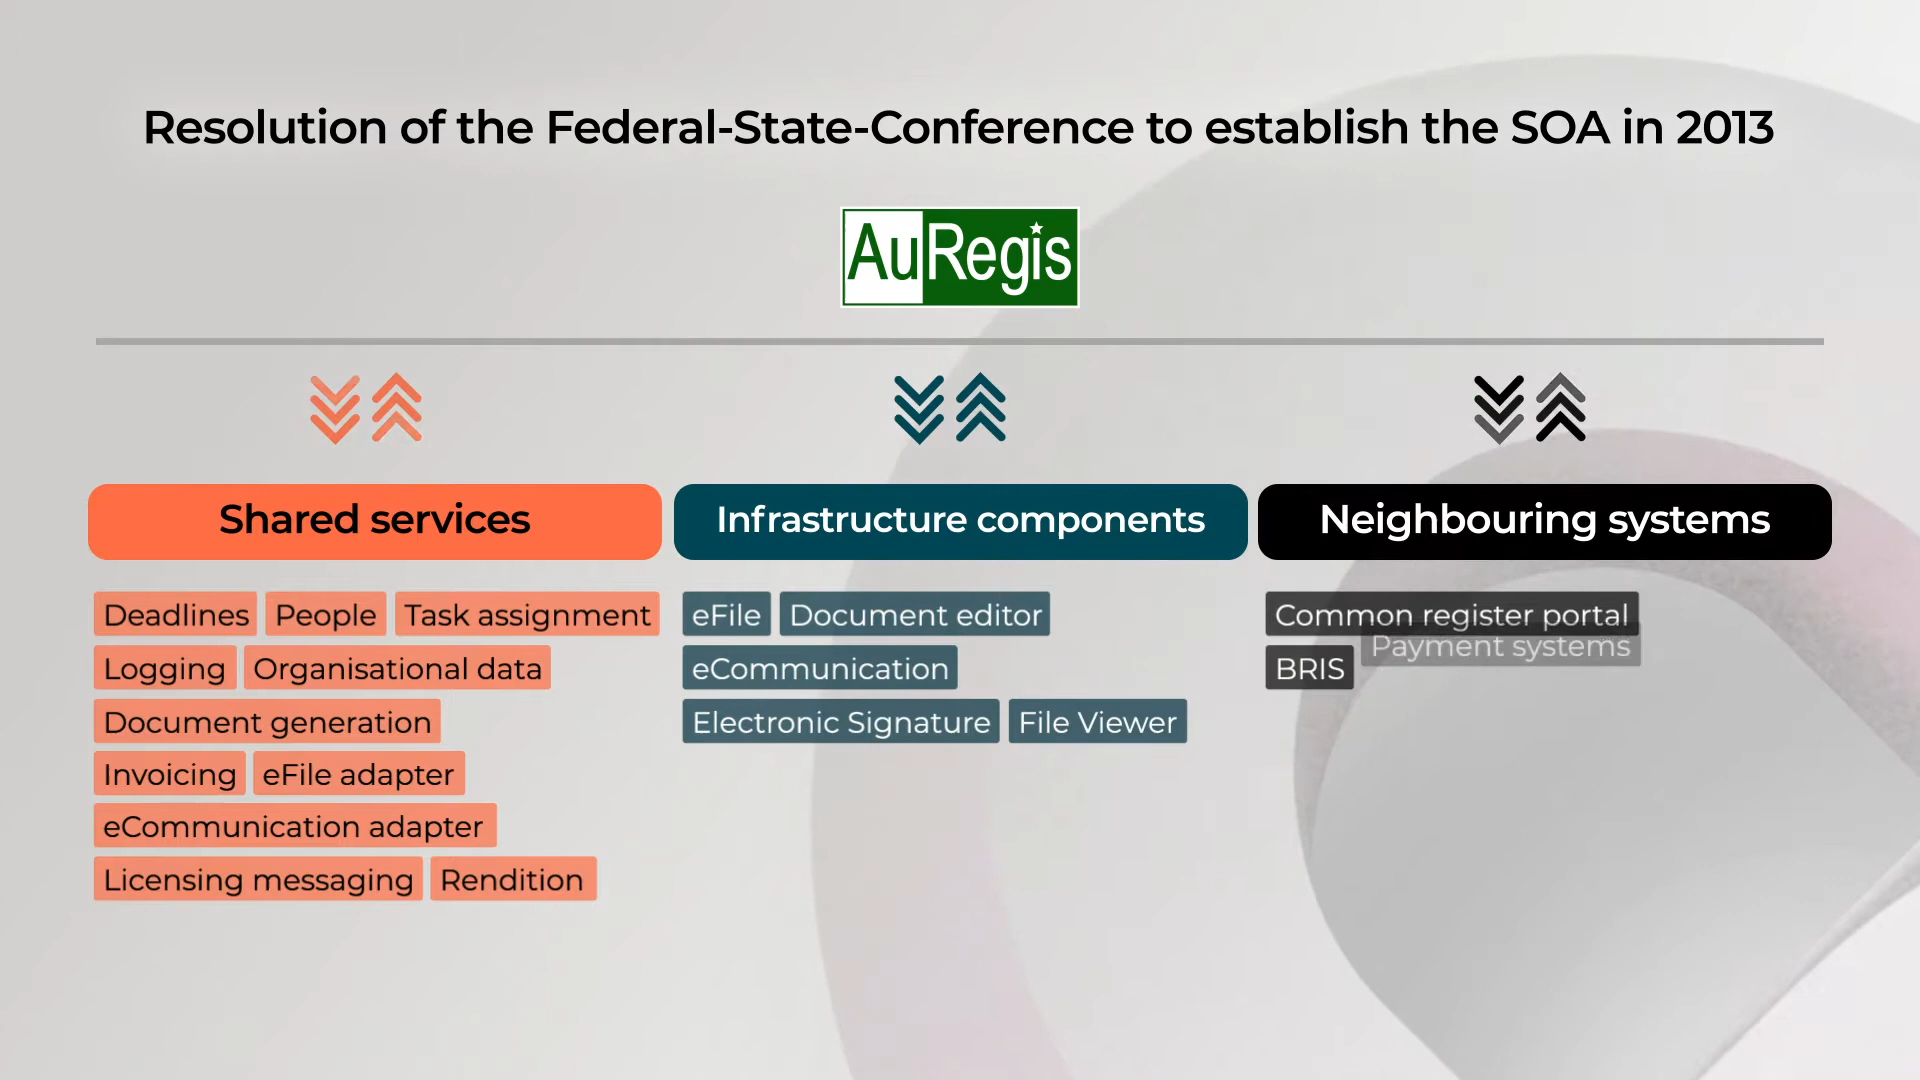 Resolution of the Federal-State-Conference to establish the SOA in 2013
AuRegis
Shared services
Deadlines People Task assignment
Logging Organisational data
Document generation
Invoicing eFile adapter
eCommunication adapter
Licensing messaging Rendition
Infrastructure components
eFile Document editor
eCommunication
Electronic Signature File Viewer
Neighbouring systems
Common register portal
BRIS Payment systems